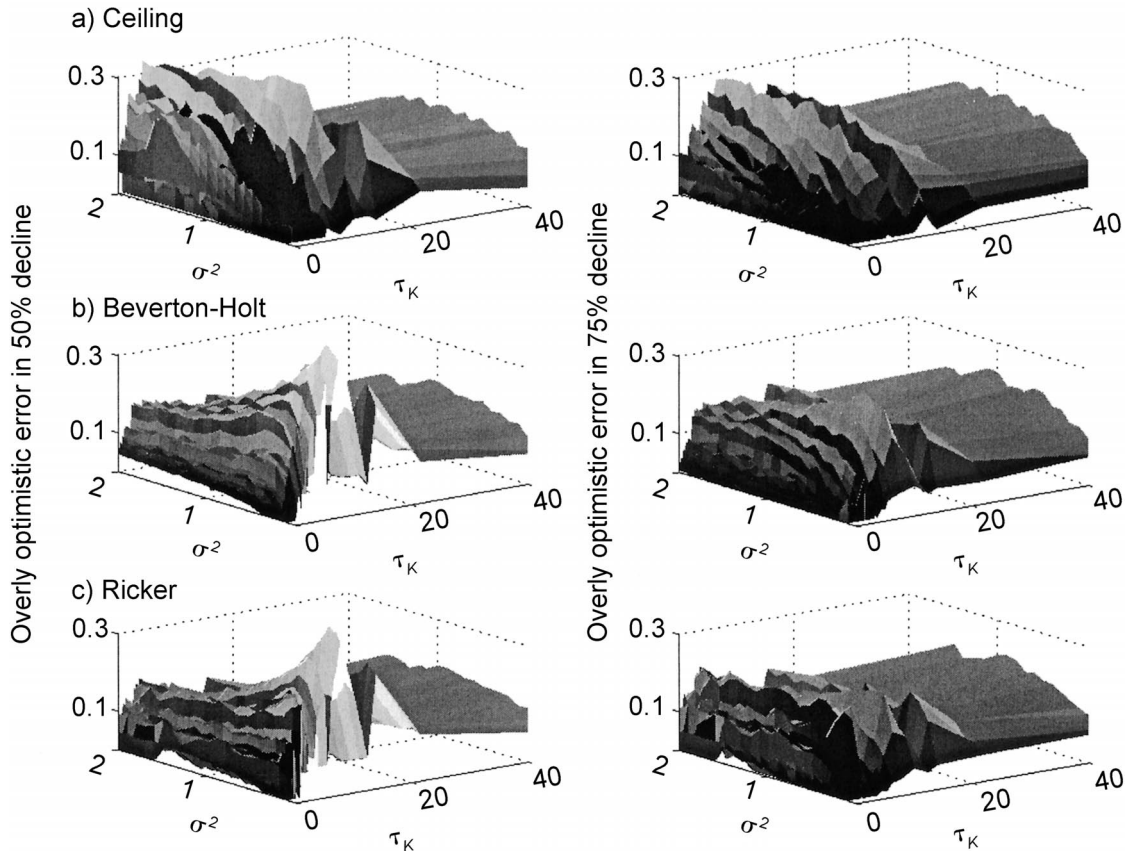 a) Ceiling
0.3
0.1
2
1
σ²
0
20
40
τK
0.3
0.1
2
1
σ²
0
20
40
τK
b) Beverton-Holt
0.3
0.1
2
1
σ²
0
20
40
τK
0.3
0.1
2
1
σ²
0
20
40
τK
c) Ricker
0.3
0.1
2
1
σ²
0
20
40
τK
0.3
0.1
2
1
σ²
0
20
40
τK
Overly optimistic error in 50% decline
Overly optimistic error in 75% decline